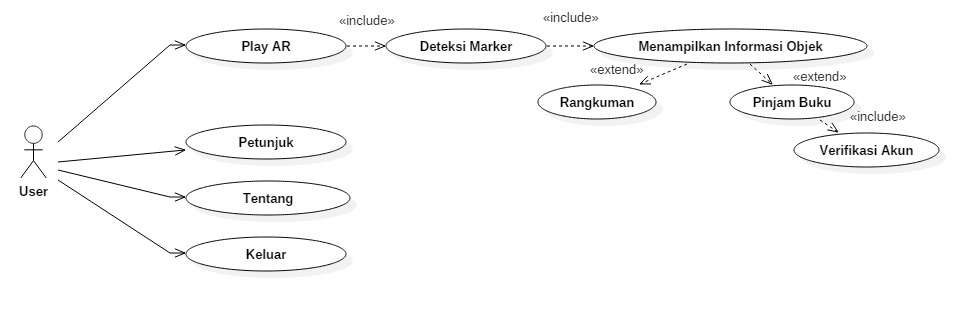 «include»
«include»
Play AR
Deteksi Marker
Menampilkan Informasi Objek
«extend»
«extend»
Rangkuman
Pinjam Buku
«include»
Petunjuk
Verifikasi Akun
User
Tentang
Keluar